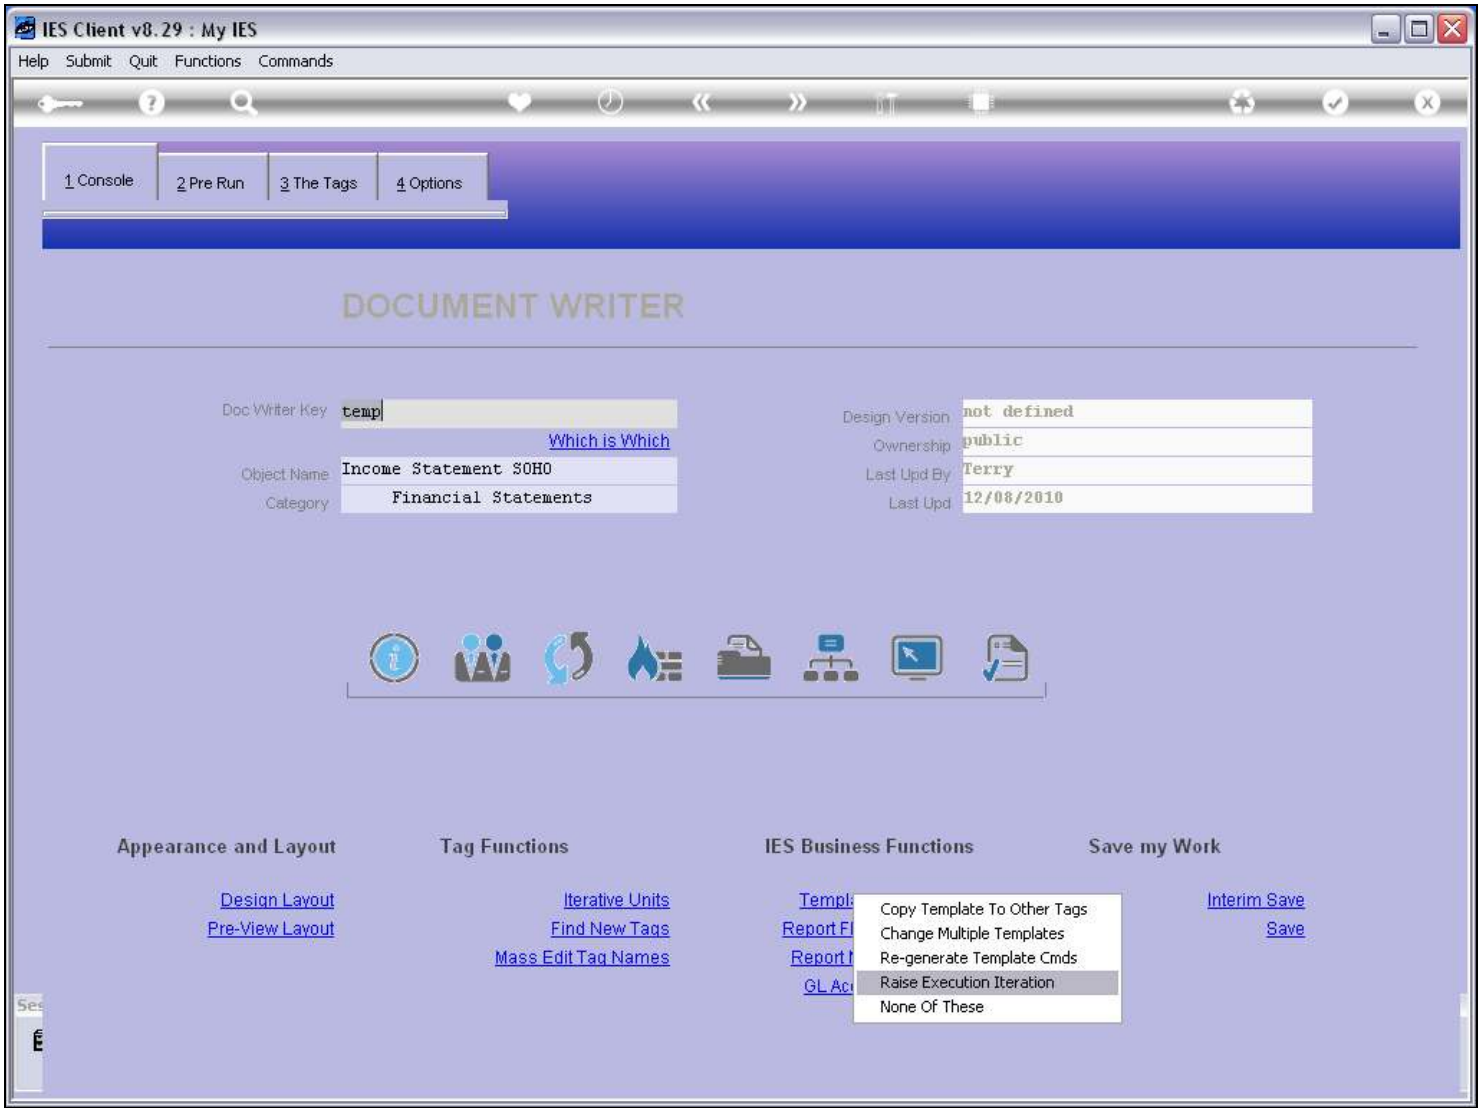 IES Client v8.29 : My IES
Help Submit Quit Functions Commands
1 Console 2 Pre Run 3 The Tags 4 Options
DOCUMENT WRITER
Doc Writer Key temp
Design Version not defined
Which is Which
Ownership public
Object Name Income Statement SOHO
Last Upd By Terry
Category Financial Statements
Last Upd 12/08/2010
Appearance and Layout Tag Functions IES Business Functions Save my Work
Design Layout Iterative Units Interim Save
Pre-View Layout Find New Tags Report Save
Mass Edit Tag Names Report
GL
Copy Template To Other Tags
Change Multiple Templates
Re-generate Template Cmds
Raise Execution Iteration
None Of These